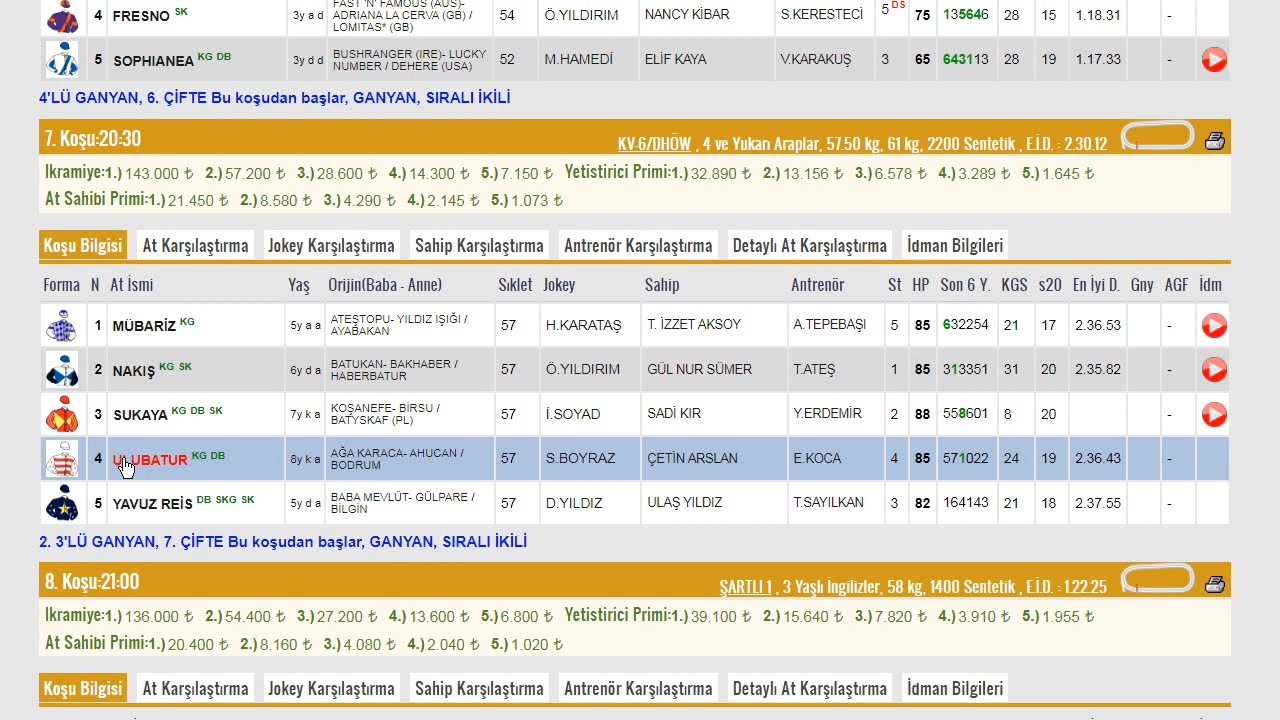 4 FRESNO SK 3y a d FAST 'N' FAMOUS (AUS)- ADRIANA LA CERVA (GB) / LOMITAS* (GB) 54 Ö.YILDIRIM NANCY KİBAR S.KERESTECİ 5 DS 75 135646 28 15 1.18.31 -
5 SOPHIANEA KG DB 3y d d BUSHRANGER (IRE)- LUCKY NUMBER / DEHERE (USA) 52 M.HAMEDİ ELİF KAYA V.KARAKUŞ 3 65 643113 28 19 1.17.33 -
4'LÜ GANYAN, 6. ÇİFTE Bu koşudan başlar, GANYAN, SIRALI İKİLİ
7. Koşu:20:30 KV-6/DHÖW , 4 ve Yukarı Araplar, 57.50 kg, 61 kg, 2200 Sentetik , E.İ.D. : 2.30.12
Ikramiye:1.) 143.000 ₺ 2.) 57.200 ₺ 3.) 28.600 ₺ 4.) 14.300 ₺ 5.) 7.150 ₺ Yetistirici Primi:1.) 32.890 ₺ 2.) 13.156 ₺ 3.) 6.578 ₺ 4.) 3.289 ₺ 5.) 1.645 ₺
At Sahibi Primi:1.) 21.450 ₺ 2.) 8.580 ₺ 3.) 4.290 ₺ 4.) 2.145 ₺ 5.) 1.073 ₺
Koşu Bilgisi At Karşılaştırma Jokey Karşılaştırma Sahip Karşılaştırma Antrenör Karşılaştırma Detaylı At Karşılaştırma İdman Bilgileri
Forma N At İsmi Yaş Orijin(Baba - Anne) Sıklet Jokey Sahip Antrenör St HP Son 6 Y. KGS s20 En İyi D. Gny AGF İdm
1 MÜBARİZ KG 5y a a ATEŞTOPU- YILDIZ IŞIĞI / AYABAKAN 57 H.KARATAŞ T. İZZET AKSOY A.TEPEBAŞI 5 85 632254 21 17 2.36.53 -
2 NAKIŞ KG SK 6y d a BATUKAN- BAKHABER / HABERBATUR 57 Ö.YILDIRIM GÜL NUR SÜMER T.ATEŞ 1 85 313351 31 20 2.35.82 -
3 SUKAYA KG DB SK 7y k a KOŞANEFE- BİRSU / BATYSKAF (PL) 57 İ.SOYAD SADİ KIR Y.ERDEMİR 2 88 558601 8 20 -
4 ULUBATUR KG DB 8y k a AĞA KARACA- AHUCAN / BODRUM 57 S.BOYRAZ ÇETİN ARSLAN E.KOCA 4 85 571022 24 19 2.36.43 -
5 YAVUZ REİS DB SKG SK 5y d a BABA MEVLÜT- GÜLPARE / BİLGİN 57 D.YILDIZ ULAŞ YILDIZ T.SAYILKAN 3 82 164143 21 18 2.37.55 -
2. 3'LÜ GANYAN, 7. ÇİFTE Bu koşudan başlar, GANYAN, SIRALI İKİLİ
8. Koşu:21:00 ŞARTLI 1 , 3 Yaşlı İngilizler, 58 kg, 1400 Sentetik , E.İ.D. : 1.22.25
Ikramiye:1.) 136.000 ₺ 2.) 54.400 ₺ 3.) 27.200 ₺ 4.) 13.600 ₺ 5.) 6.800 ₺ Yetistirici Primi:1.) 39.100 ₺ 2.) 15.640 ₺ 3.) 7.820 ₺ 4.) 3.910 ₺ 5.) 1.955 ₺
At Sahibi Primi:1.) 20.400 ₺ 2.) 8.160 ₺ 3.) 4.080 ₺ 4.) 2.040 ₺ 5.) 1.020 ₺
Koşu Bilgisi At Karşılaştırma Jokey Karşılaştırma Sahip Karşılaştırma Antrenör Karşılaştırma Detaylı At Karşılaştırma İdman Bilgileri